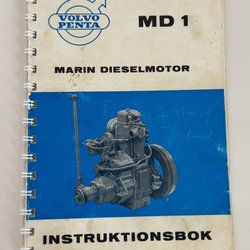 VOLVO
PENTA
MD 1
MARIN DIESELMOTOR
INSTRUKTIONSBOK